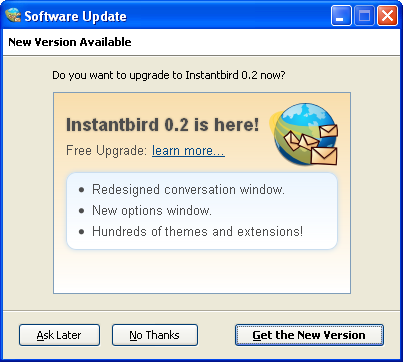 Software Update
New Version Available
Do you want to upgrade to Instantbird 0.2 now?
Instantbird 0.2 is here!
Free Upgrade: learn more...
• Redesigned conversation window.
• New options window.
• Hundreds of themes and extensions!
Ask Later
No Thanks
Get the New Version